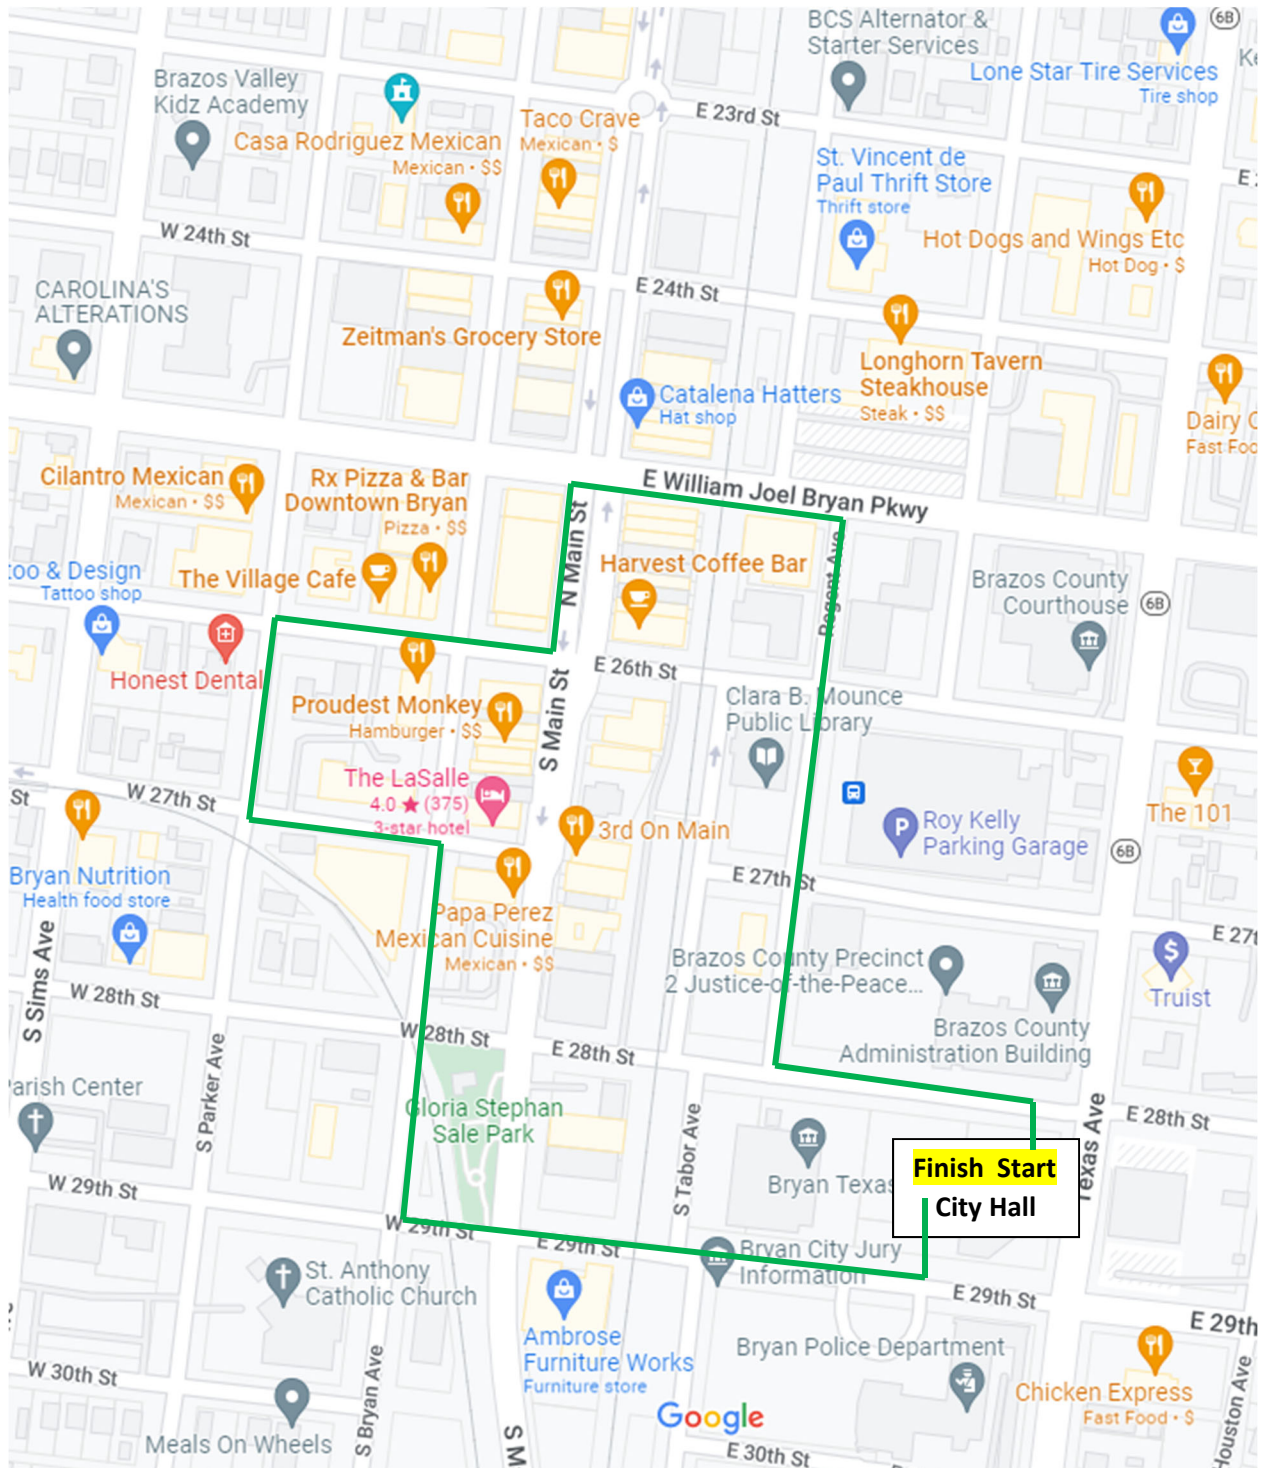 BCS Alternator &
Starter Services
6B
Lone Star Tire Services
Tire shop
Brazos Valley
Kidz Academy
Taco Crave
Mexican • $
E 23rd St
Casa Rodriguez Mexican
Mexican • $$
St. Vincent de
Paul Thrift Store
Thrift store
W 24th St
Hot Dogs and Wings Etc
Hot Dog • $
CAROLINA'S
ALTERATIONS
E 24th St
Zeitman's Grocery Store
Longhorn Tavern
Steakhouse
Steak • $$
Catalena Hatters
Hat shop
Dairy
Fast Foo
Cilantro Mexican
Mexican • $$
Rx Pizza & Bar
Downtown Bryan
Pizza • $$
E William Joel Bryan Pkwy
N Main St
Regent Ave
Harvest Coffee Bar
too & Design
Tattoo shop
The Village Cafe
Brazos County
Courthouse
6B
Honest Dental
E 26th St
Proudest Monkey
Hamburger • $$
S Main St
Clara B. Mounce
Public Library
The LaSalle
4.0 ★ (375)
3-star hotel
St
W 27th St
3rd On Main
The 101
P
Roy Kelly
Parking Garage
6B
Bryan Nutrition
Health food store
E 27th St
Papa Perez
Mexican Cuisine
Mexican • $$
E 27t
S Sims Ave
Brazos County Precinct
2 Justice-of-the-Peace...
$
Truist
W 28th St
W 28th St
E 28th St
Brazos County
Administration Building
Parish Center
S Parker Ave
Gloria Stephan
Sale Park
S Tabor Ave
Texas Ave
E 28th St
Bryan Texas
Finish Start
City Hall
W 29th St
W 29th St
E 29th St
Bryan City Jury
Information
E 29th St
E 29th
St. Anthony
Catholic Church
Ambrose
Furniture Works
Furniture store
Bryan Police Department
W 30th St
S Bryan Ave
Chicken Express
Fast Food • $
Houston Ave
Meals On Wheels
S M
Google
E 30th St